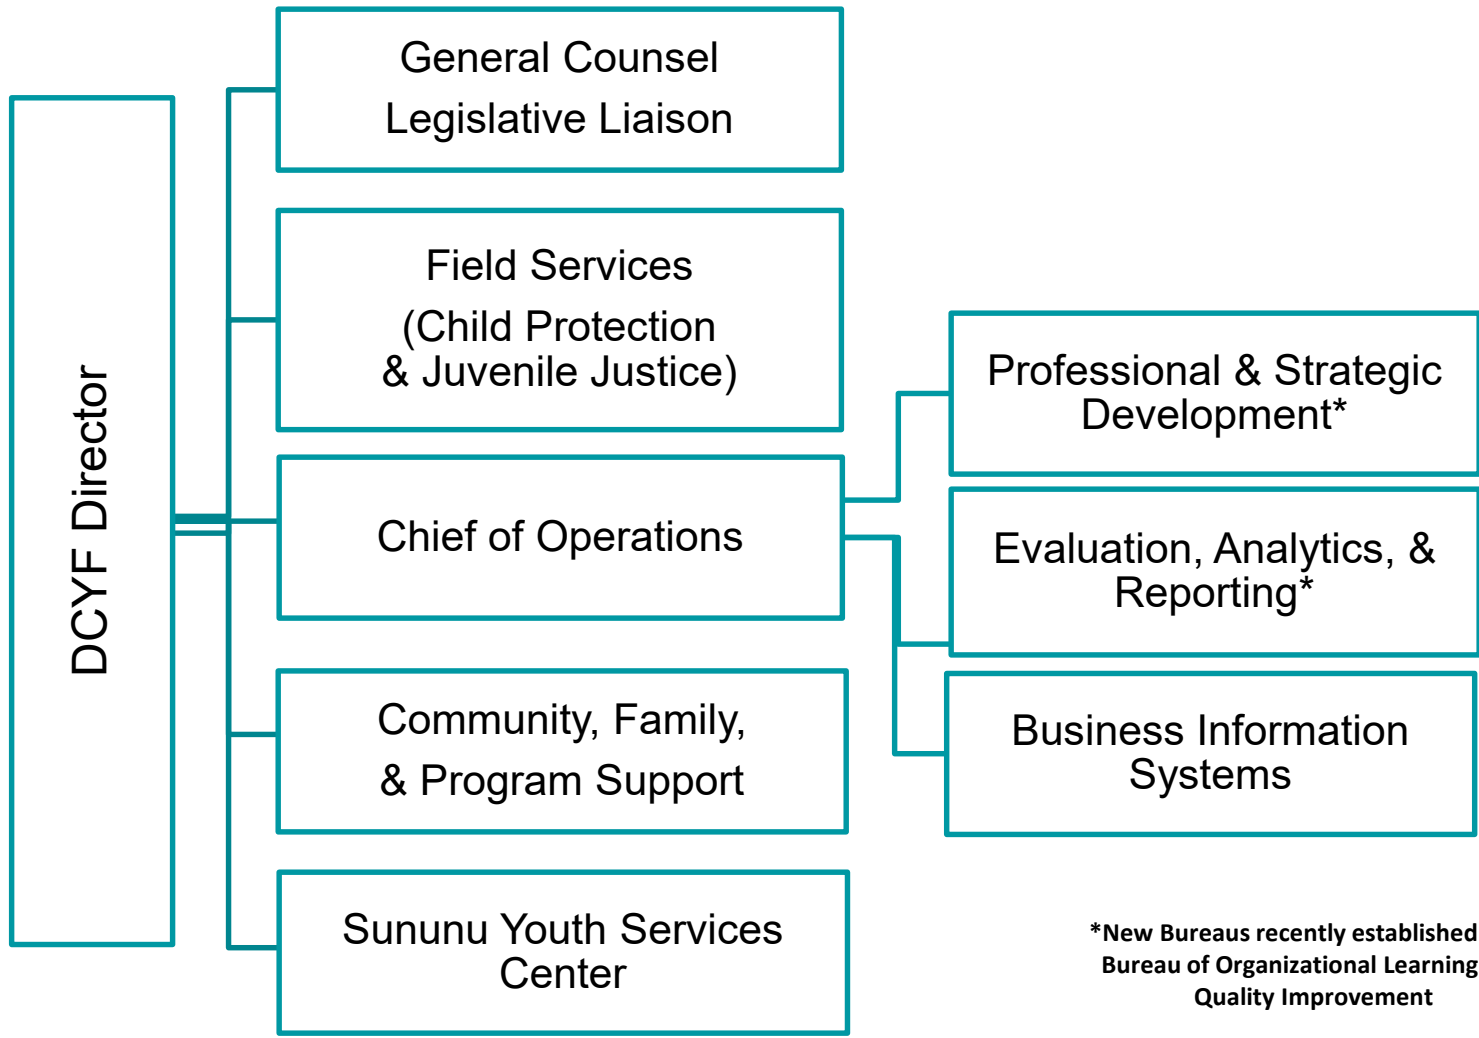 DCYF Director
General Counsel
Legislative Liaison
Field Services
(Child Protection
& Juvenile Justice)
Chief of Operations
Community, Family,
& Program Support
Sununu Youth Services
Center
Professional & Strategic
Development*
Evaluation, Analytics, &
Reporting*
Business Information
Systems
*New Bureaus recently established
Bureau of Organizational Learning
Quality Improvement